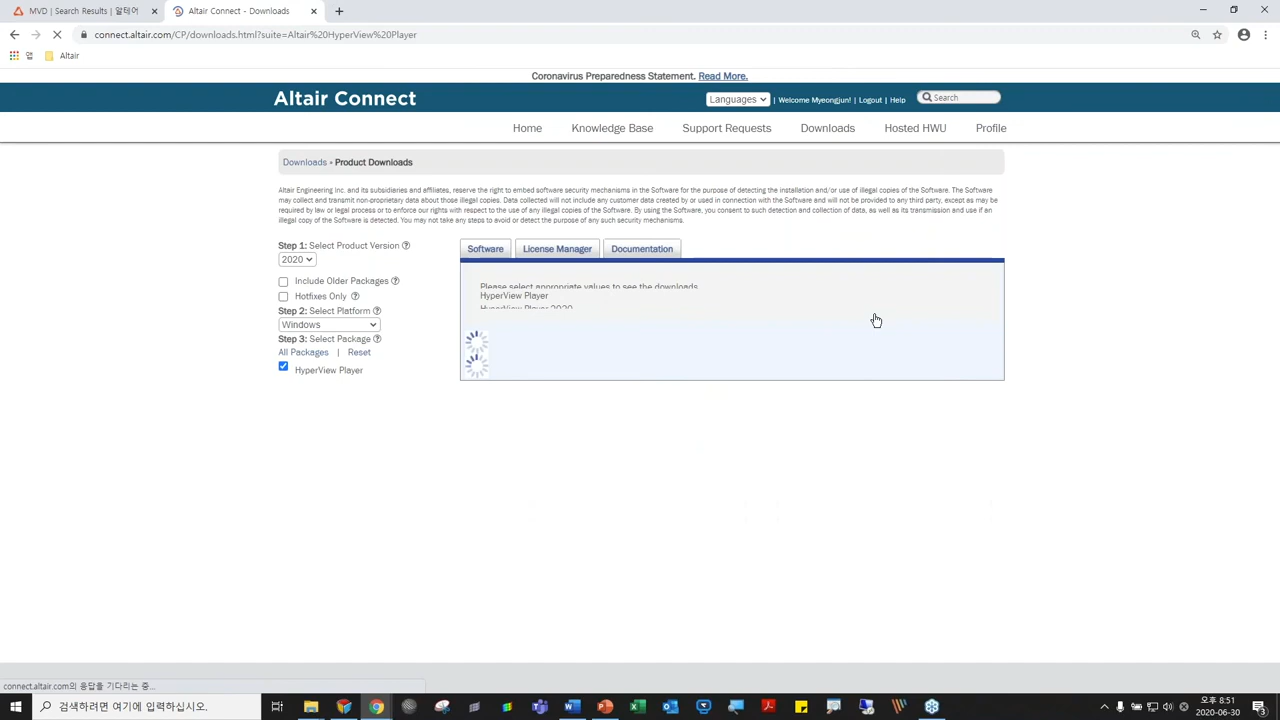 MVD | Search Results | 알테어
Altair Connect - Downloads
connect.altair.com/CP/downloads.html?suite=Altair%20HyperView%20Player
앱
Altair
Coronavirus Preparedness Statement. Read More.
Altair Connect
Languages
| Welcome Myeongjun! | Logout | Help
Search
Home
Knowledge Base
Support Requests
Downloads
Hosted HWU
Profile
Downloads » Product Downloads
Altair Engineering Inc. and its subsidiaries and affiliates, reserve the right to embed software security mechanisms in the Software for the purpose of detecting the installation and/or use of illegal copies of the Software. The Software
may collect and transmit non-proprietary data about those illegal copies. Data collected will not include any customer data created by or used in connection with the Software and will not be provided to any third party, except as may be
required by law or legal process or to enforce our rights with respect to the use of any illegal copies of the Software. By using the Software, you consent to such detection and collection of data, as well as its transmission and use if an
illegal copy of the Software is detected. You may not take any steps to avoid or detect the purpose of any such security mechanisms.
Step 1: Select Product Version
2020
Include Older Packages
Hotfixes Only
Step 2: Select Platform
Windows
Step 3: Select Package
All Packages | Reset
HyperView Player
Software
License Manager
Documentation
Please select appropriate values to see the downloads.
HyperView Player
HyperView Player 2020
connect.altair.com의 응답을 기다리는 중...
검색하려면 여기에 입력하십시오.
오후 8:51
2020-06-30